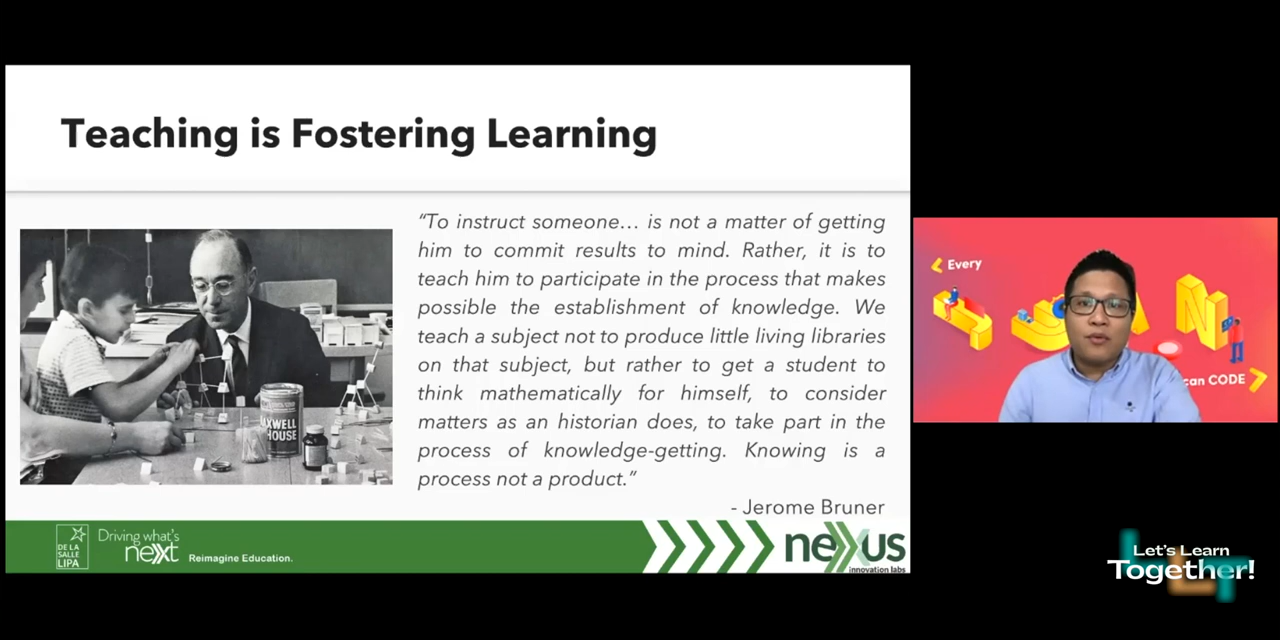 Teaching is Fostering Learning
“To instruct someone… is not a matter of getting
him to commit results to mind. Rather, it is to
teach him to participate in the process that makes
possible the establishment of knowledge. We
teach a subject not to produce little living libraries
on that subject, but rather to get a student to
think mathematically for himself, to consider
matters as an historian does, to take part in the
process of knowledge-getting. Knowing is a
process not a product.”
- Jerome Bruner
AXWELL
HOUSE
DE LA
SALLE
LIPA
Driving what's
next
Reimagine Education.
nexus
innovation labs
Every
JUAN
can CODE
Let's Learn
Together!